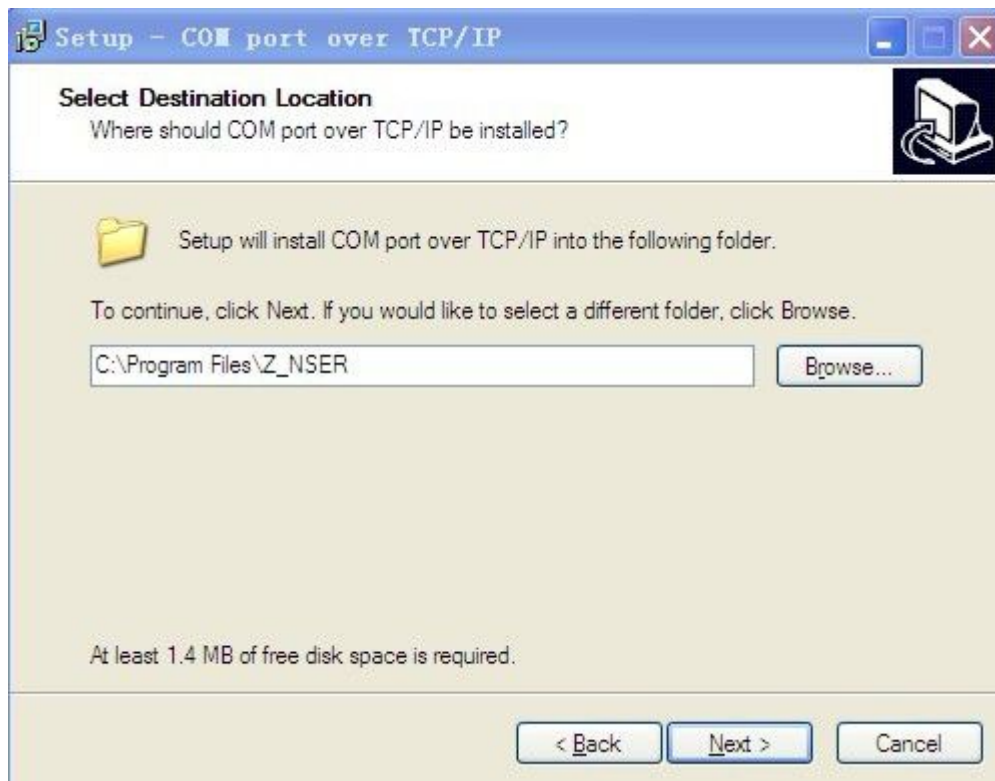 Setup - COM port over TCP/IP
Select Destination Location
Where should COM port over TCP/IP be installed?
Setup will install COM port over TCP/IP into the following folder.
To continue, click Next. If you would like to select a different folder, click Browse.
C:\Program Files\Z_NSER
Browse...
At least 1.4 MB of free disk space is required.
< Back
Next >
Cancel